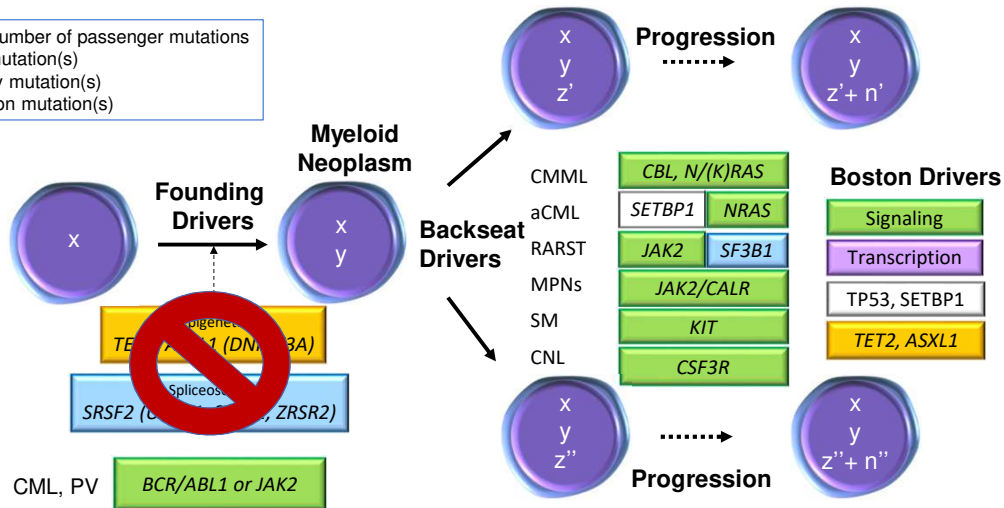 umber of passenger mutations
mutation(s)
y mutation(s)
on mutation(s)
x
Founding
Drivers
Myeloid
Neoplasm
x
y
Backseat
Drivers
x
y
z'
Progression
x
y
z'+ n'
CMML
CBL, N/(K)RAS
aCML
SETBP1
NRAS
RARST
JAK2
SF3B1
MPNs
JAK2/CALR
SM
KIT
CNL
CSF3R
Boston Drivers
Signaling
Transcription
TP53, SETBP1
TET2, ASXL1
SRSF2
ZRSR2)
CML, PV
BCR/ABL1 or JAK2
x
y
z''
Progression
x
y
z''+ n''